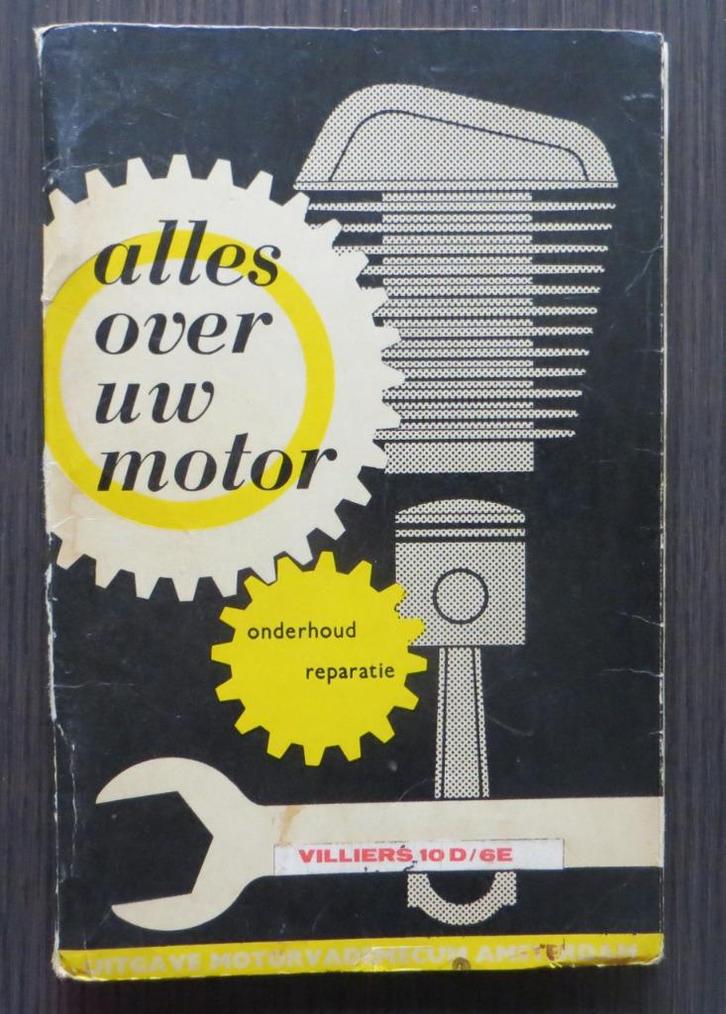 alles
over
uw
motor
onderhoud
reparatie
VILLIERS 10 D/6E
UITGAVE MOTORVADEMECUM AMSTERDAM